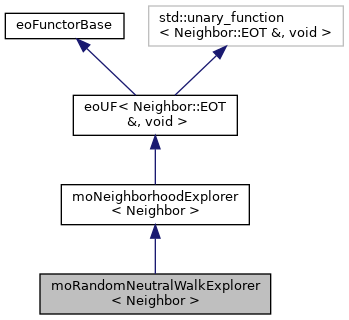 eoFunctorBase
std::unary_function
< Neighbor::EOT &, void >
eoUF< Neighbor::EOT
&, void >
moNeighborhoodExplorer
< Neighbor >
moRandomNeutralWalkExplorer
< Neighbor >